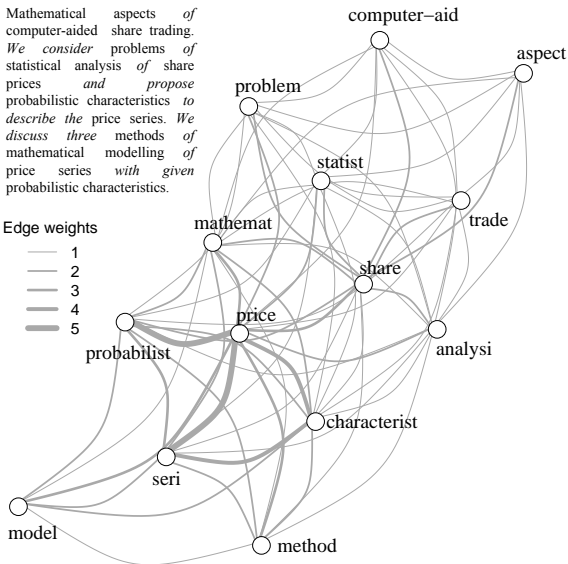 Mathematical aspects of
computer-aided share trading.
We consider problems of
statistical analysis of share
prices and propose
probabilistic characteristics to
describe the price series. We
discuss three methods of
mathematical modelling of
price series with given
probabilistic characteristics.
Edge weights
1
2
3
4
5
computer−aid
aspect
problem
statist
trade
mathemat
share
price
probabilist
analysi
characterist
seri
model
method